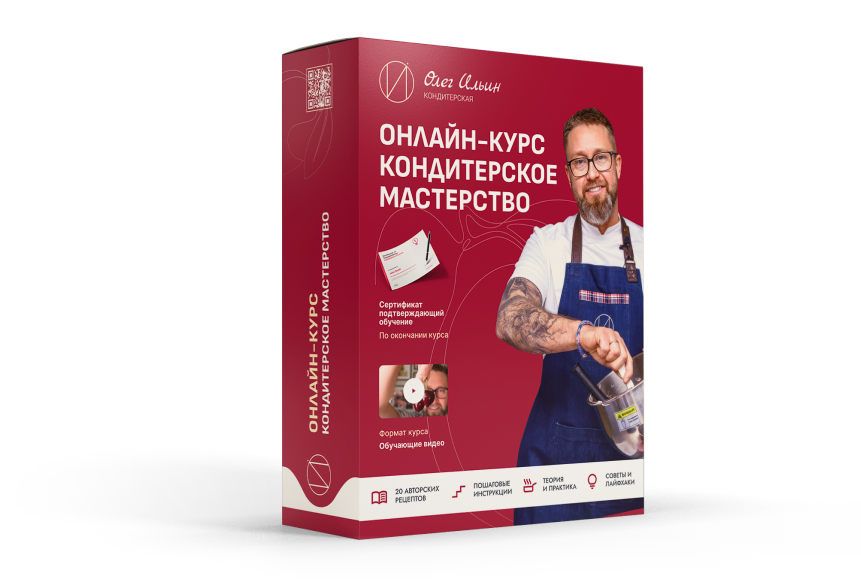 Олег Ильин
КОНДИТЕРСКАЯ
ОНЛАЙН-КУРС
КОНДИТЕРСКОЕ
МАСТЕРСТВО
Сертификат
подтверждающий
обучение
По окончании курса
Формат курса
Обучающие видео
20 АВТОРСКИХ
РЕЦЕПТОВ
ПОШАГОВЫЕ
ИНСТРУКЦИИ
ТЕОРИЯ
И ПРАКТИКА
СОВЕТЫ И
ЛАЙФХАКИ
ОНЛАЙН-КУРС
КОНДИТЕРСКОЕ МАСТЕРСТВО